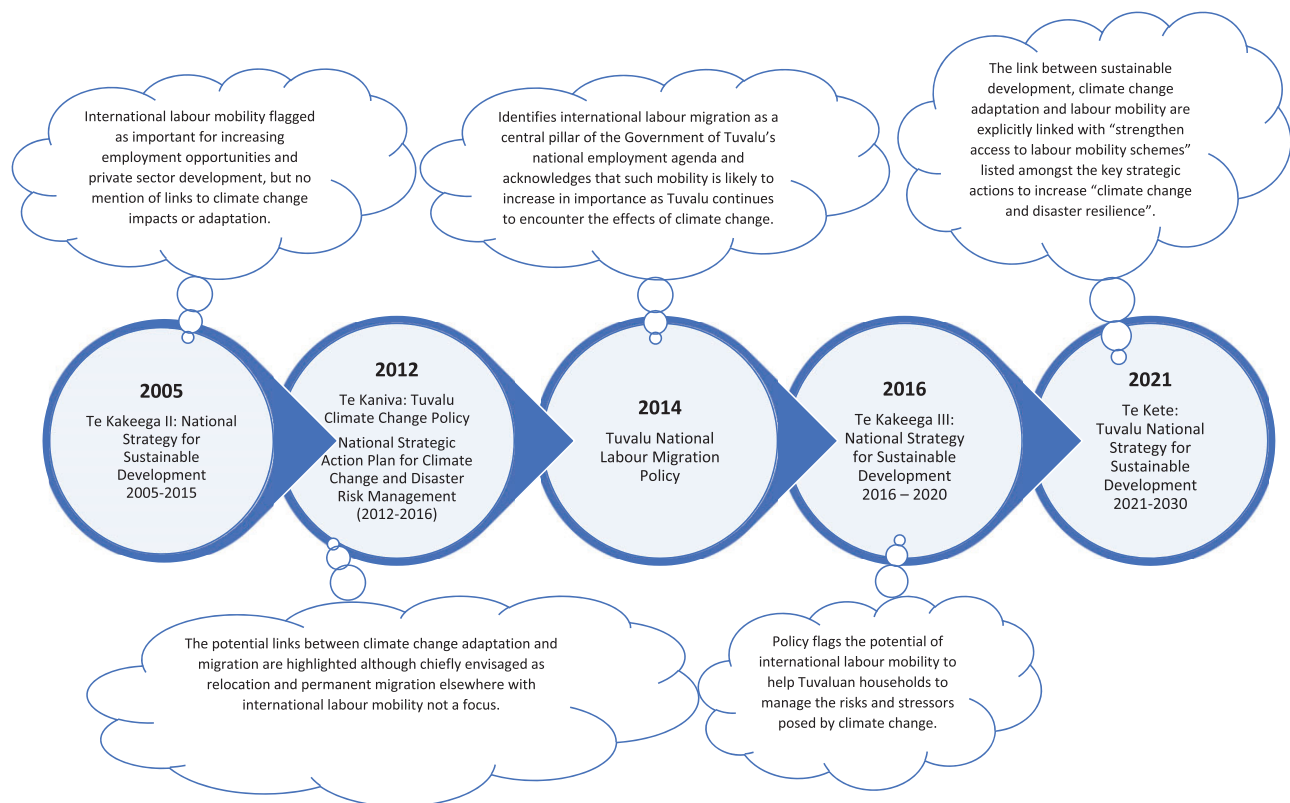 International labour mobility flagged
as important for increasing
employment opportunities and
private sector development, but no
mention of links to climate change
impacts or adaptation.
Identifies international labour migration as a
central pillar of the Government of Tuvalu's
national employment agenda and
acknowledges that such mobility is likely to
increase in importance as Tuvalu continues
to encounter the effects of climate change.
The link between sustainable
development, climate change
adaptation and labour mobility are
explicitly linked with “strengthen
access to labour mobility schemes”
listed amongst the key strategic
actions to increase “climate change
and disaster resilience”.
2005
Te Kakeega II: National
Strategy for
Sustainable
Development
2005-2015
2012
Te Kaniva: Tuvalu
Climate Change Policy
National Strategic
Action Plan for Climate
Change and Disaster
Risk Management
(2012-2016)
2014
Tuvalu National
Labour Migration
Policy
2016
Te Kakeega III:
National Strategy
for Sustainable
Development
2016 – 2020
2021
Te Kete:
Tuvalu National
Strategy for
Sustainable
Development
2021-2030
The potential links between climate change adaptation and
migration are highlighted although chiefly envisaged as
relocation and permanent migration elsewhere with
international labour mobility not a focus.
Policy flags the potential of
international labour mobility to
help Tuvaluan households to
manage the risks and stressors
posed by climate change.